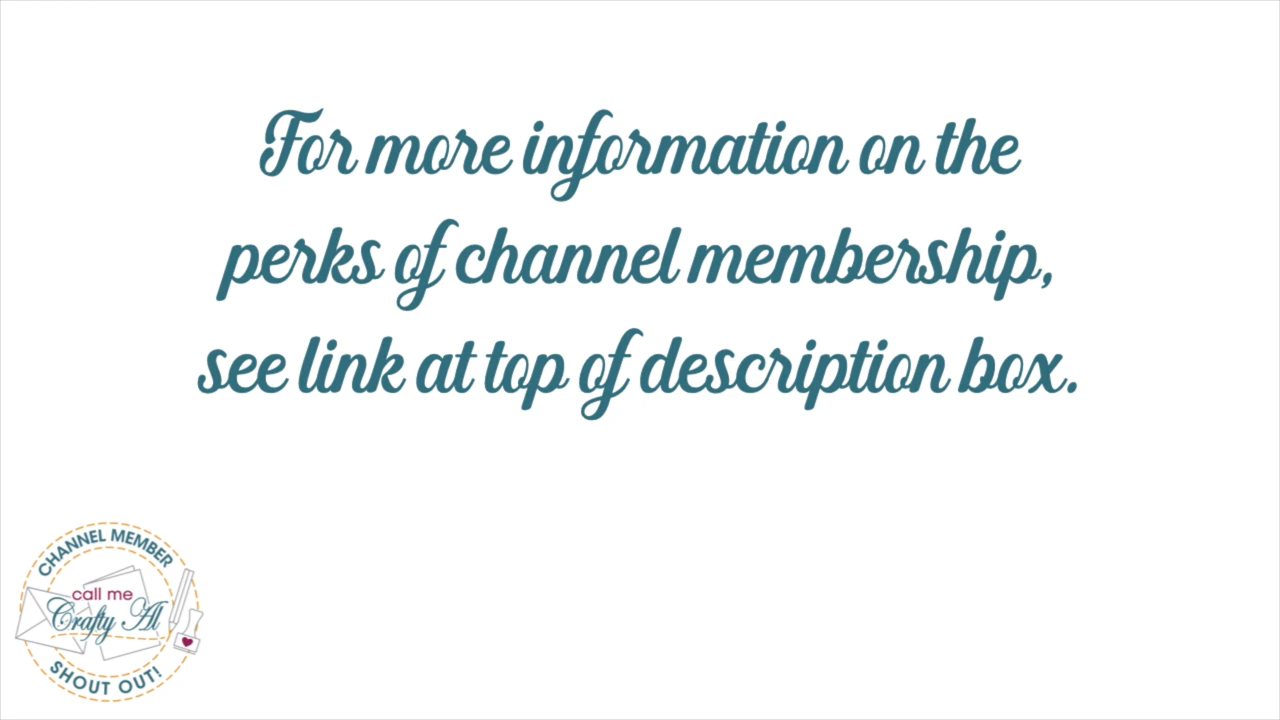 For more information on the
perks of channel membership,
see link at top of description box.
CHANNEL MEMBER
call me
Crafty Al
SHOUT OUT!